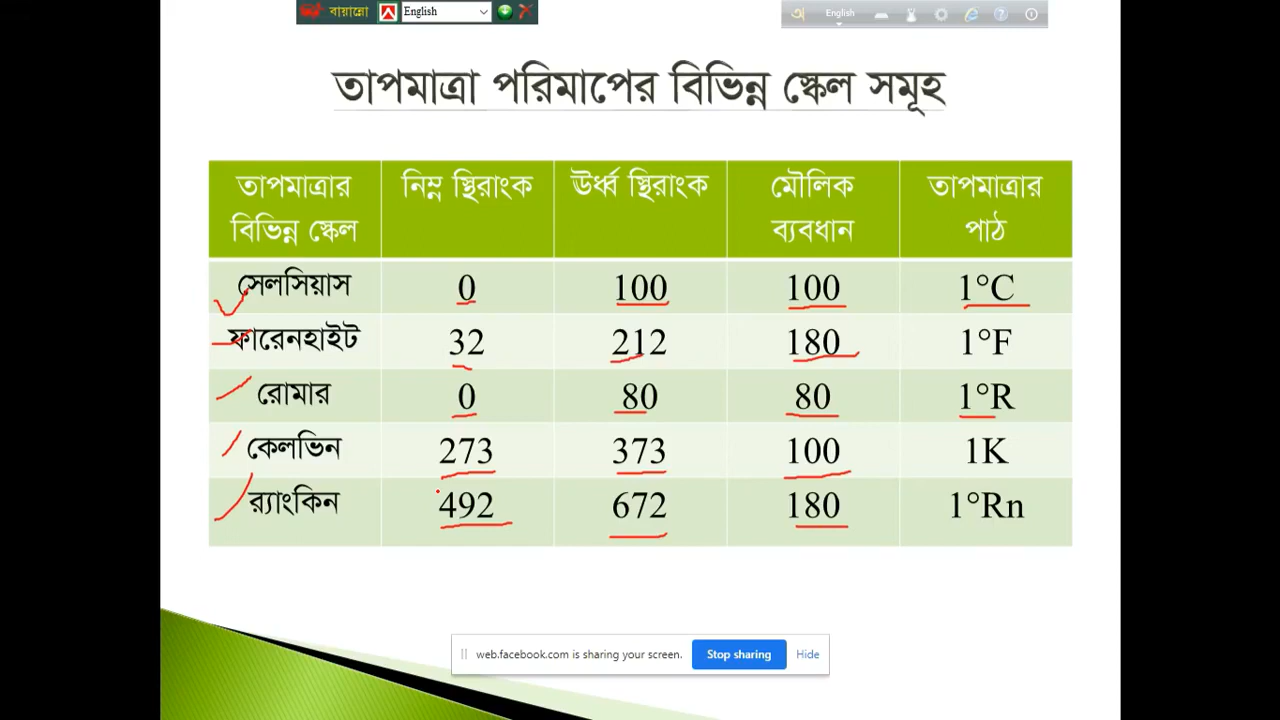 বায়ান্নো English
অ English
তাপমাত্রা পরিমাপের বিভিন্ন স্কেল সমূহ
তাপমাত্রার বিভিন্ন স্কেল নিম্ন স্থিরাংক ঊর্ধ্ব স্থিরাংক মৌলিক ব্যবধান তাপমাত্রার পাঠ
সেলসিয়াস 0 100 100 1°C
ফারেনহাইট 32 212 180 1°F
রোমার 0 80 80 1°R
কেলভিন 273 373 100 1K
র‍্যাংকিন 492 672 180 1°Rn
web.facebook.com is sharing your screen. Stop sharing Hide